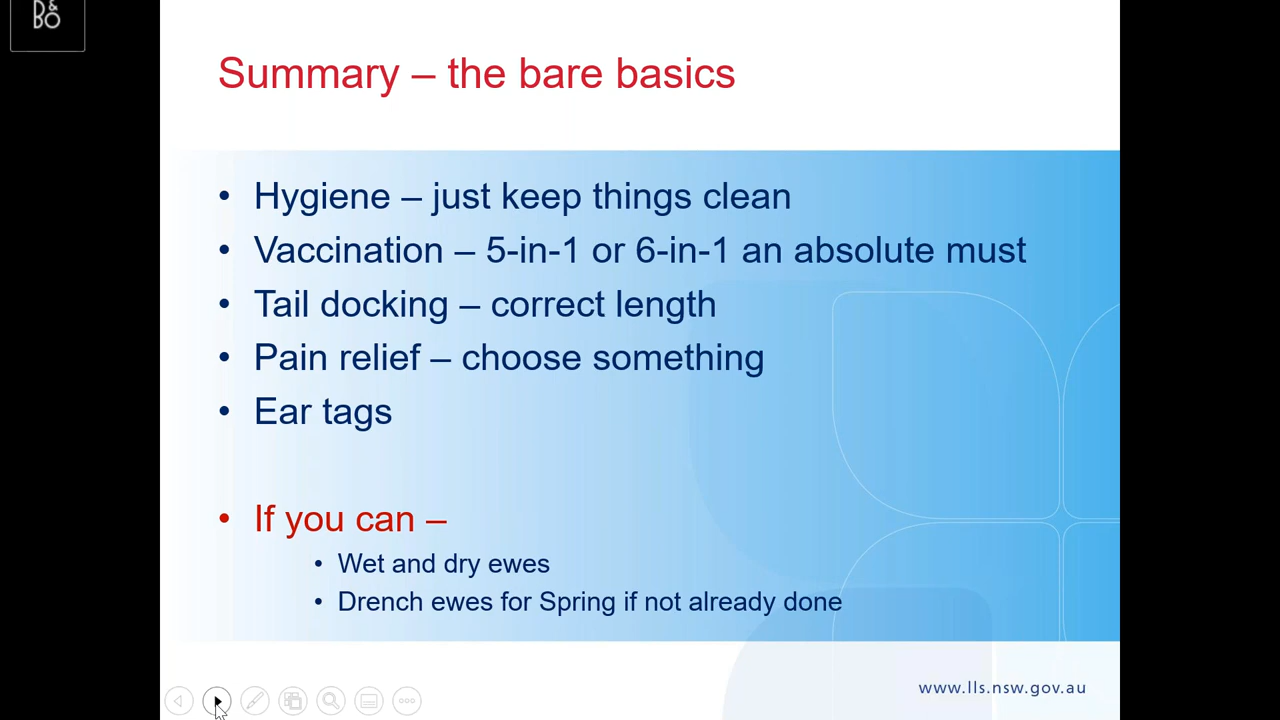 D&
BO
Summary – the bare basics
• Hygiene – just keep things clean
• Vaccination – 5-in-1 or 6-in-1 an absolute must
• Tail docking – correct length
• Pain relief – choose something
• Ear tags
• If you can –
• Wet and dry ewes
• Drench ewes for Spring if not already done
www.lls.nsw.gov.au